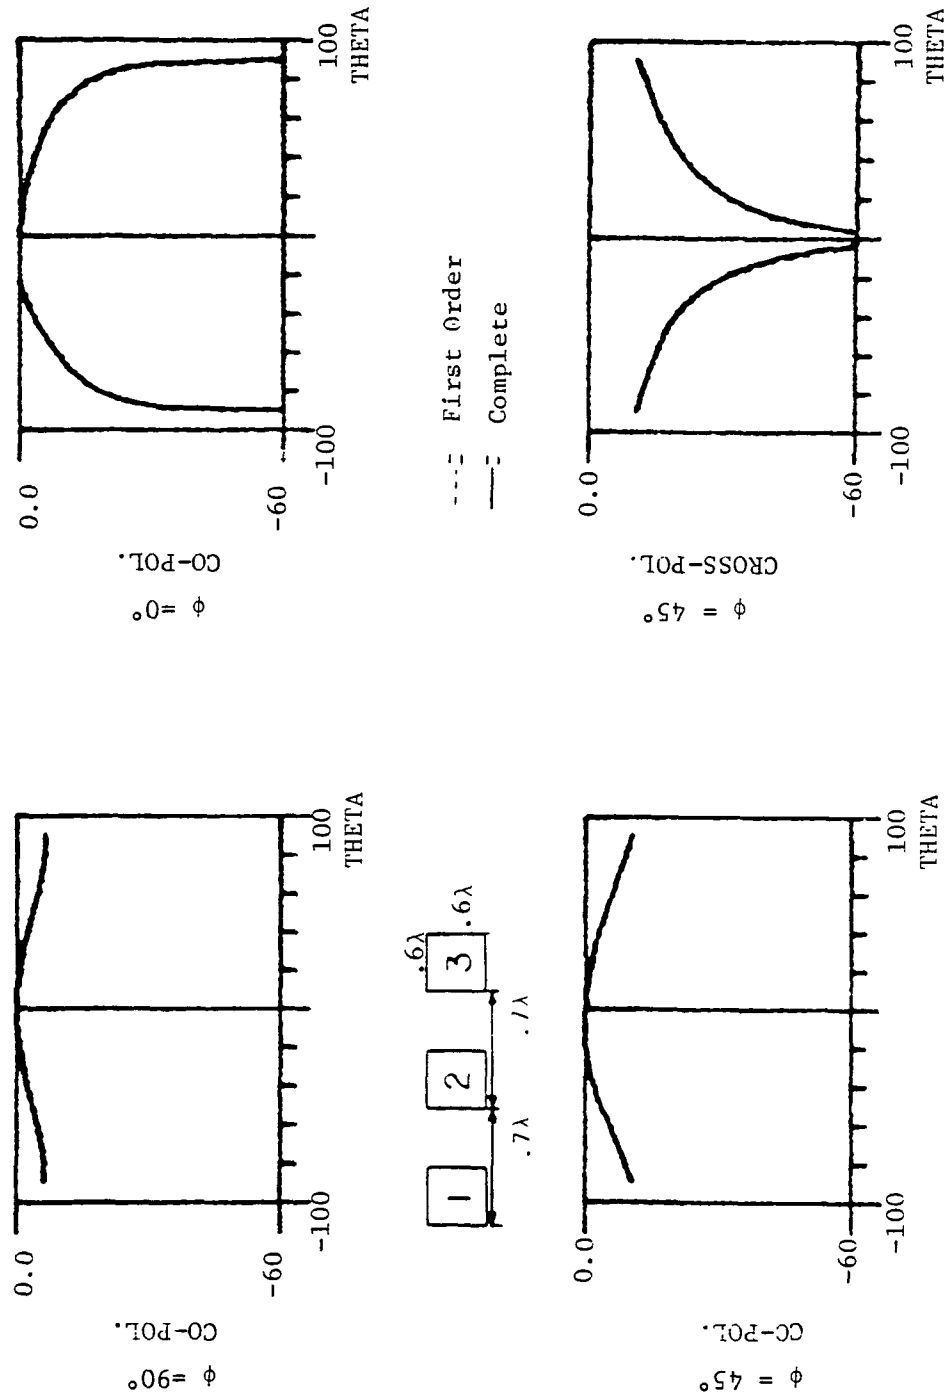 φ =90°
CO-POL.
0.0
-60
-100
100
THETA
φ =0°
CO-POL.
0.0
-60
-100
100
THETA
1
2
3
.6λ
.6λ
.7λ
.7λ
---: First Order
—: Complete
φ = 45°
CC-POL.
0.0
-60
-100
100
THETA
φ = 45°
CROSS-POL.
0.0
-60
-100
100
THETA